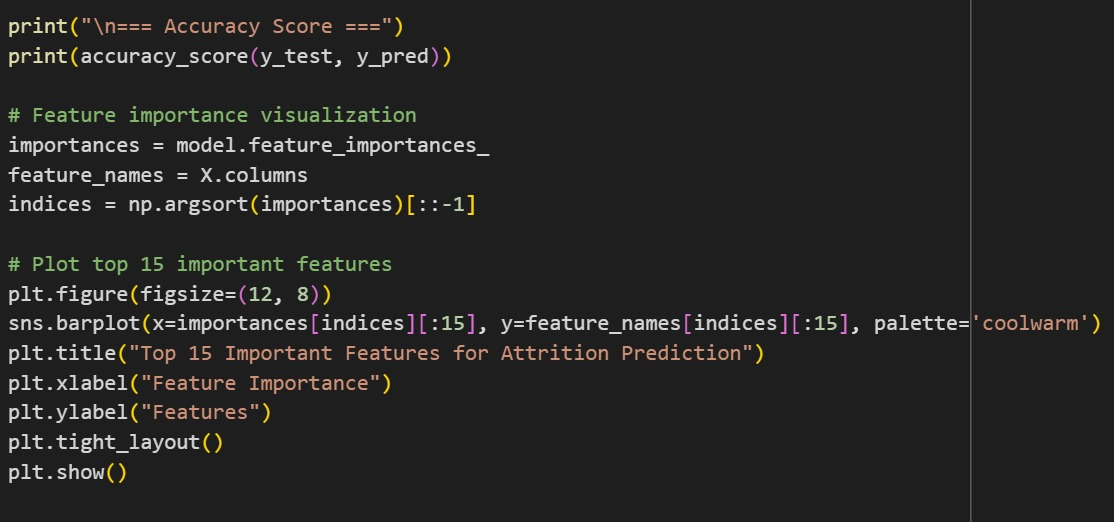 print("\n=== Accuracy Score ===")
print(accuracy_score(y_test, y_pred))
# Feature importance visualization
importances = model.feature_importances_
feature_names = X.columns
indices = np.argsort(importances)[::-1]
# Plot top 15 important features
plt.figure(figsize=(12, 8))
sns.barplot(x=importances[indices][:15], y=feature_names[indices][:15], palette='coolwarm')
plt.title("Top 15 Important Features for Attrition Prediction")
plt.xlabel("Feature Importance")
plt.ylabel("Features")
plt.tight_layout()
plt.show()